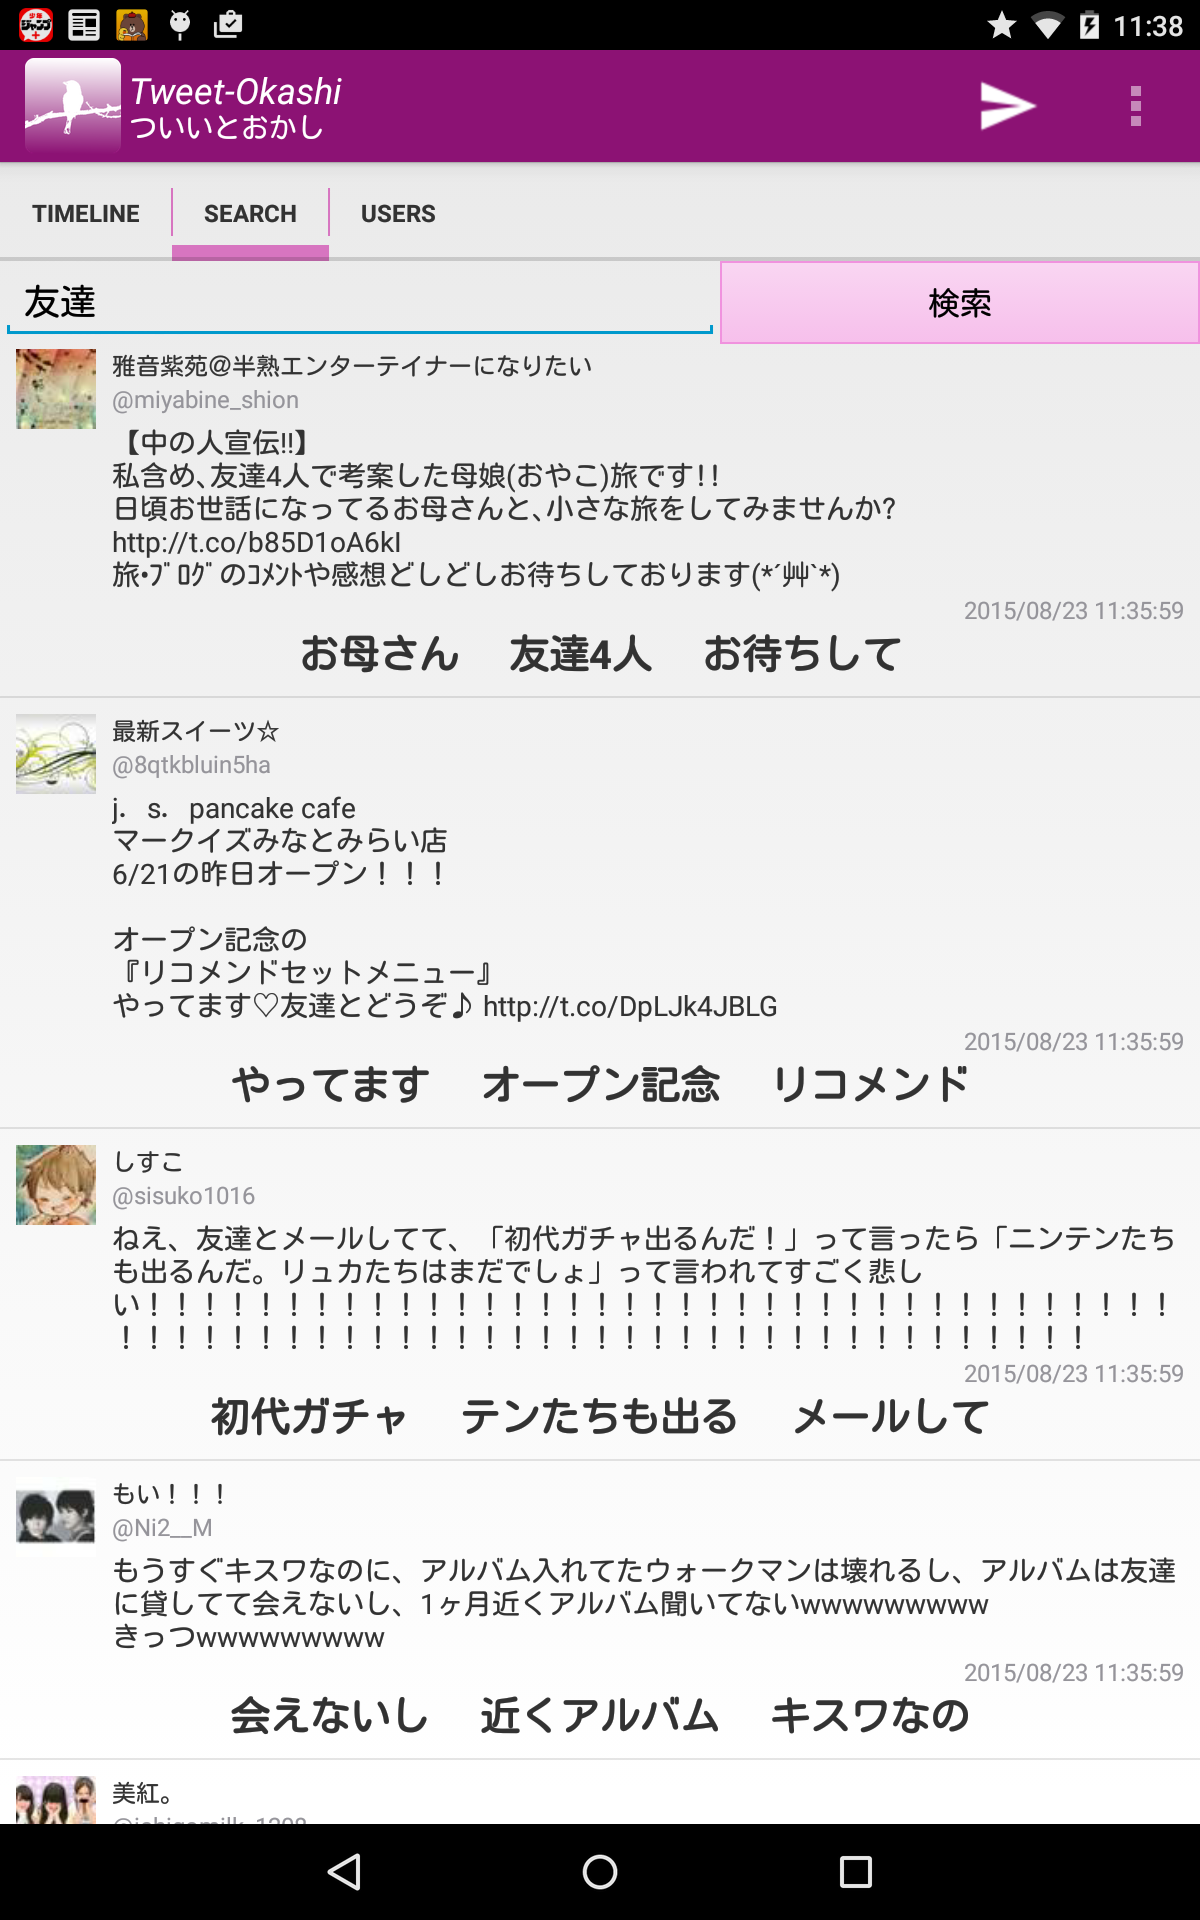 11:38
Tweet-Okashi
ついいとおかし
TIMELINE
SEARCH
USERS
友達
検索
雅音紫苑@半熟エンターテイナーになりたい
@miyabine_shion
【中の人宣伝!!】
私含め､友達4人で考案した母娘(おやこ)旅です!!
日頃お世話になってるお母さんと､小さな旅をしてみませんか?
http://t.co/b85D1oA6kI
旅•ﾌﾞﾛｸﾞのｺﾒﾝﾄや感想どしどしお待ちしております(*´艸`*)
2015/08/23 11:35:59
お母さん 友達4人 お待ちして
最新スイーツ☆
@8qtkbluin5ha
j．s．pancake cafe
マークイズみなとみらい店
6/21の昨日オープン！！！
オープン記念の
『リコメンドセットメニュー』
やってます♡友達とどうぞ♪ http://t.co/DpLJk4JBLG
2015/08/23 11:35:59
やってます オープン記念 リコメンド
しすこ
@sisuko1016
ねえ、友達とメールしてて、「初代ガチャ出るんだ！」って言ったら「ニンテンたち
も出るんだ。リュカたちはまだでしょ」って言われてすごく悲し
い！！！！！！！！！！！！！！！！！！！！！！！！！！！！！！！！！！！！！
！！！！！！！！！！！！！！！！！！！！！！！！！！！！！！！！！！！
2015/08/23 11:35:59
初代ガチャ テンたちも出る メールして
もい！！！
@Ni2__M
もうすぐキスワなのに、アルバム入れてたウォークマンは壊れるし、アルバムは友達
に貸してて会えないし、1ヶ月近くアルバム聞いてないwwwwwwwww
きっつwwwwwwwww
2015/08/23 11:35:59
会えないし 近くアルバム キスワなの
美紅。